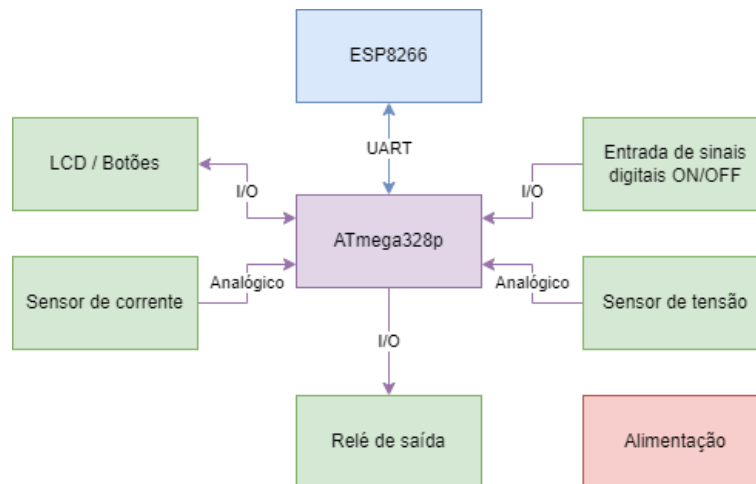 ESP8266
UART
LCD / Botões
I/O
Entrada de sinais
digitais ON/OFF
I/O
ATmega328p
Sensor de corrente
Analógico
Analógico
Sensor de tensão
I/O
Relé de saída
Alimentação